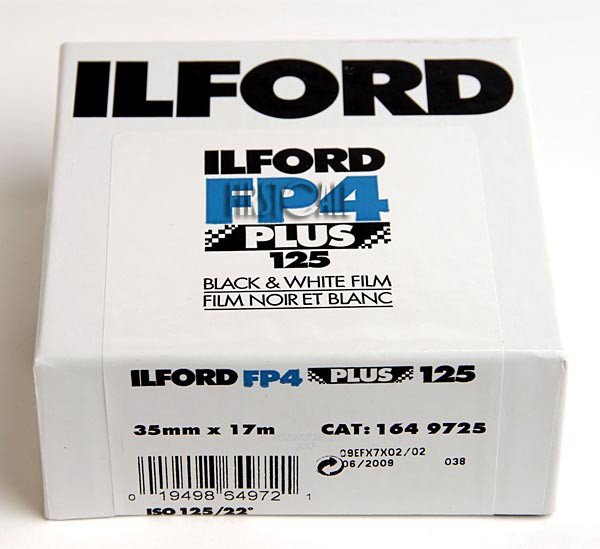 ILFORD
ILFORD
FP4
FIRSTCALL
PLUS
125
BLACK & WHITE FILM
FILM NOIR ET BLANC
ILFORD FP4 PLUS 125
35mm x 17m CAT: 164 9725
09EFX7X02/02
06/2009 038
0 19498 64972 1
ISO 125/22°